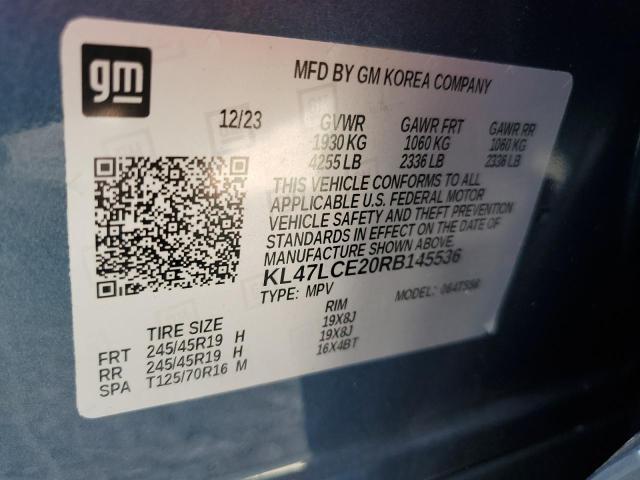 gm
MFD BY GM KOREA COMPANY
12/23 GVWR GAWR FRT GAWR RR
1930 KG 1060 KG 1060 KG
4255 LB 2336 LB 2336 LB
THIS VEHICLE CONFORMS TO ALL
APPLICABLE U.S. FEDERAL MOTOR
VEHICLE SAFETY AND THEFT PREVENTION
STANDARDS IN EFFECT ON THE DATE OF
MANUFACTURE SHOWN ABOVE.
KL47LCE20RB145536
TYPE: MPV MODEL:
TIRE SIZE RIM
FRT 245/45R19 H 19X8J
RR 245/45R19 H 19X8J
SPA T125/70R16 M 16X4BT